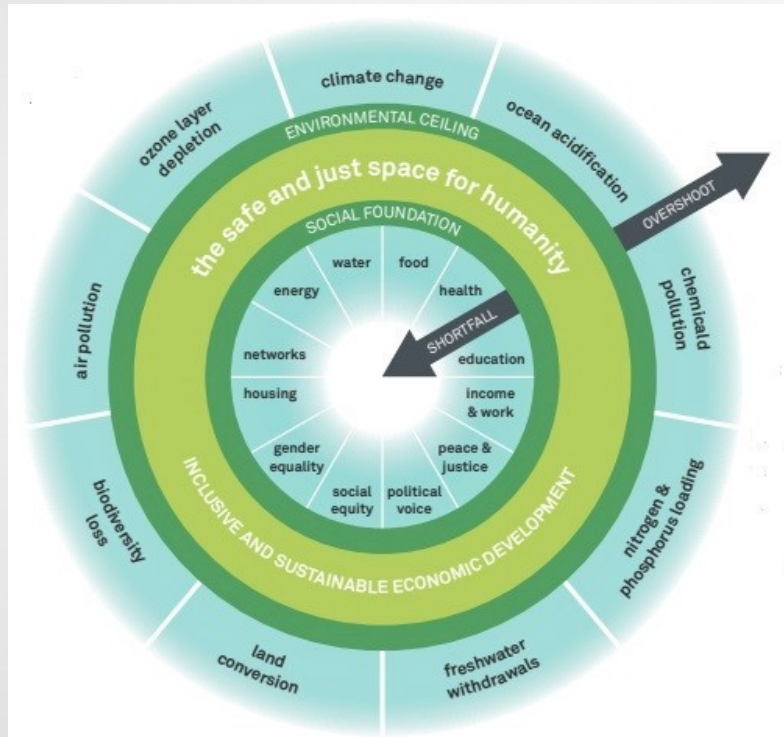 climate change
ocean acidification
OVERSHOOT
chemicald
pollution
nitrogen &
phosphorus loading
freshwater
withdrawals
land
conversion
biodiversity
loss
air pollution
ozone layer
depletion
ENVIRONMENTAL CEILING
the safe and just space for humanity
SOCIAL FOUNDATION
water
food
health
SHORTFALL
education
income
& work
peace &
justice
political
voice
social
equity
gender
equality
housing
networks
energy
INCLUSIVE AND SUSTAINABLE ECONOMIC DEVELOPMENT